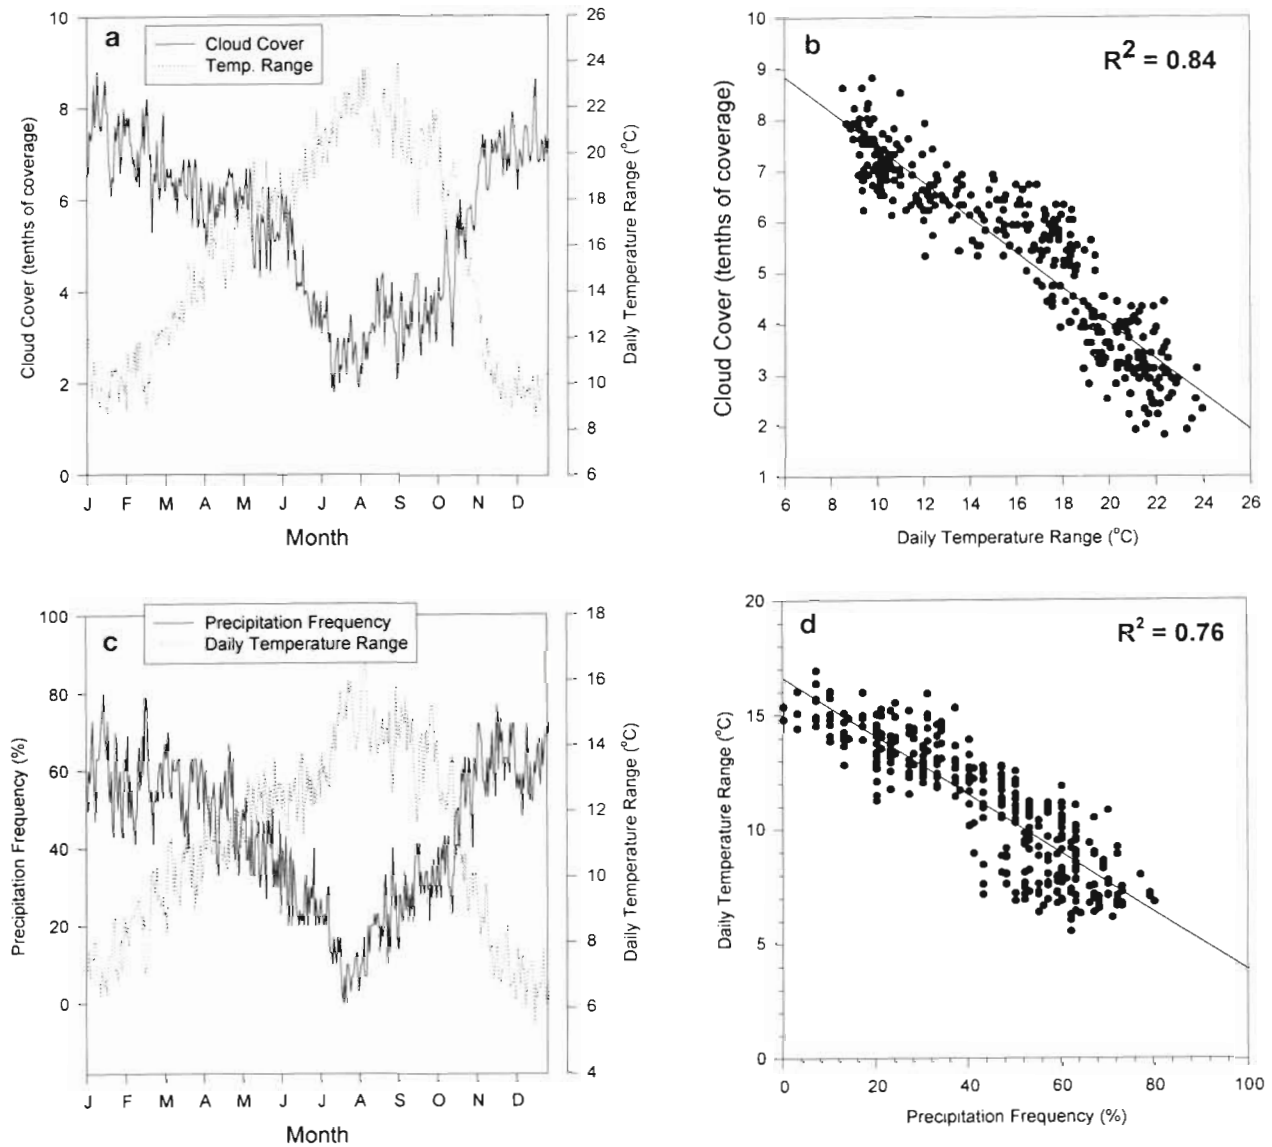 a
Cloud Cover
Temp. Range
10
8
6
4
2
0
Cloud Cover (tenths of coverage)
26
24
22
20
18
16
14
12
10
8
6
Daily Temperature Range (°C)
J F M A M J J A S O N D
Month
b
R² = 0.84
10
9
8
7
6
5
4
3
2
1
Cloud Cover (tenths of coverage)
6 8 10 12 14 16 18 20 22 24 26
Daily Temperature Range (°C)
c
Precipitation Frequency
Daily Temperature Range
100
80
60
40
20
0
Precipitation Frequency (%)
18
16
14
12
10
8
6
4
Daily Temperature Range (°C)
J F M A M J J A S O N D
Month
d
R² = 0.76
20
15
10
5
0
Daily Temperature Range (°C)
0 20 40 60 80 100
Precipitation Frequency (%)